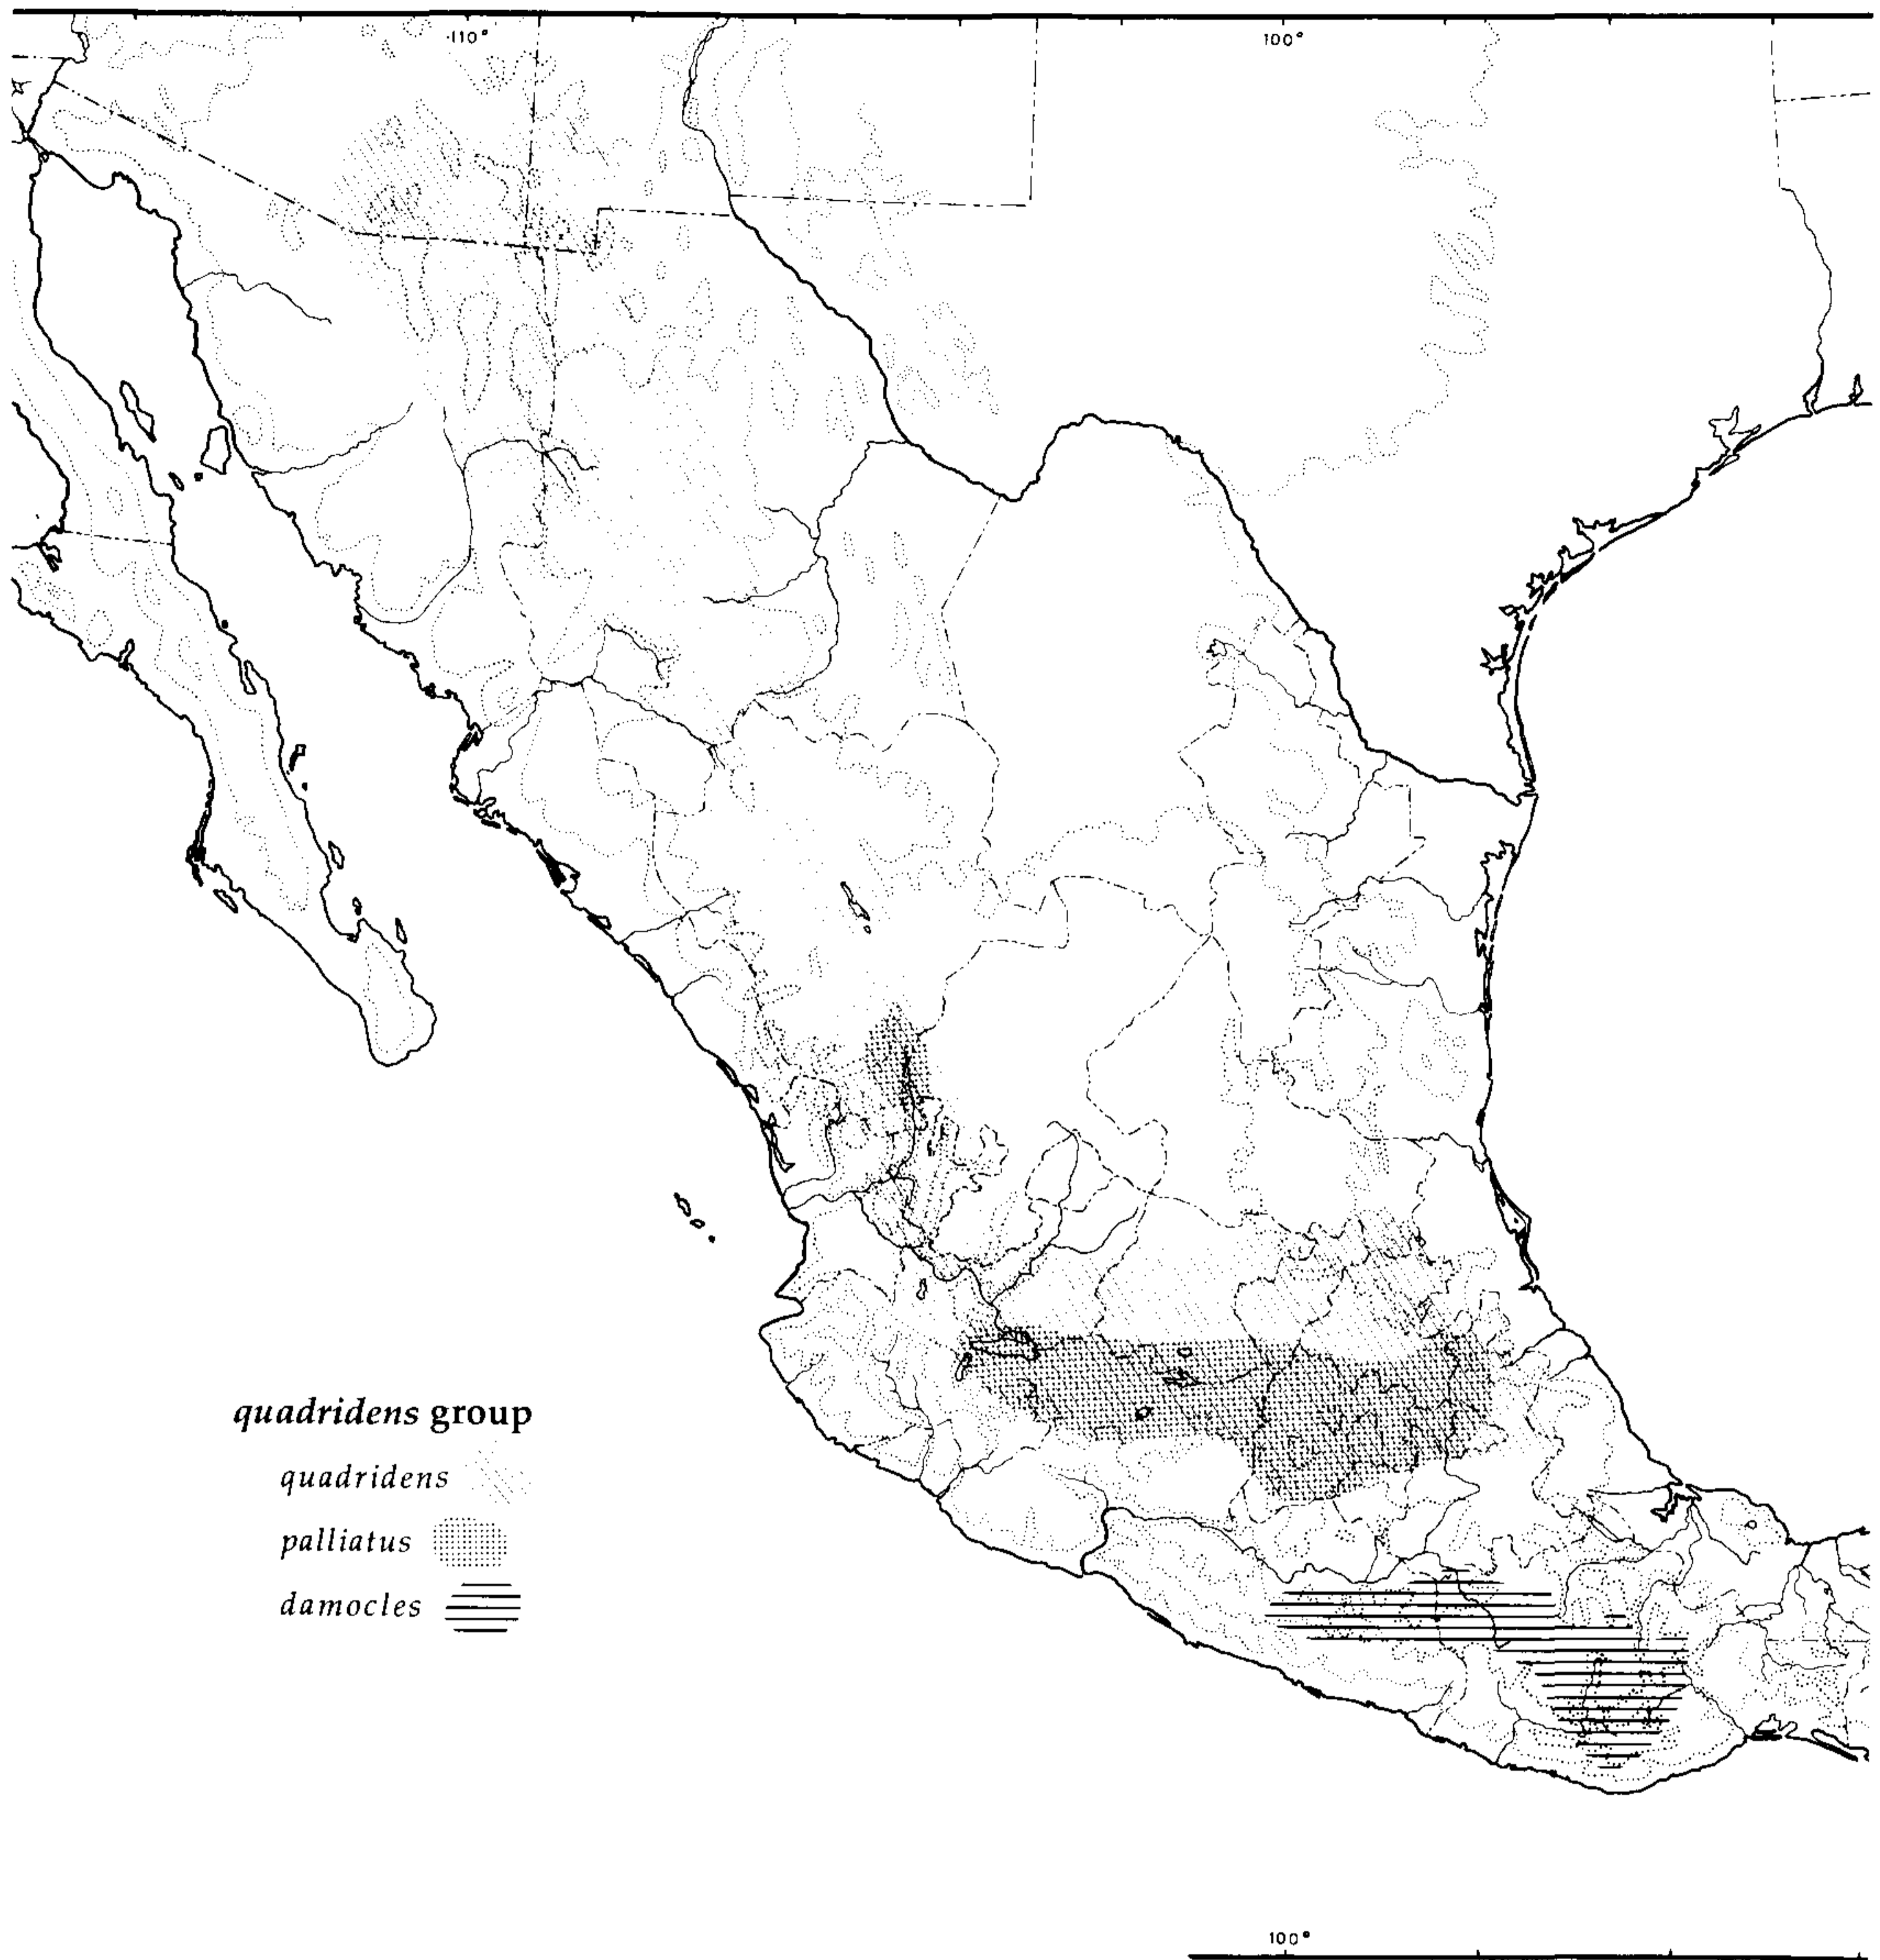 110°
100°
quadridens group
quadridens
palliatus
damocles
100°